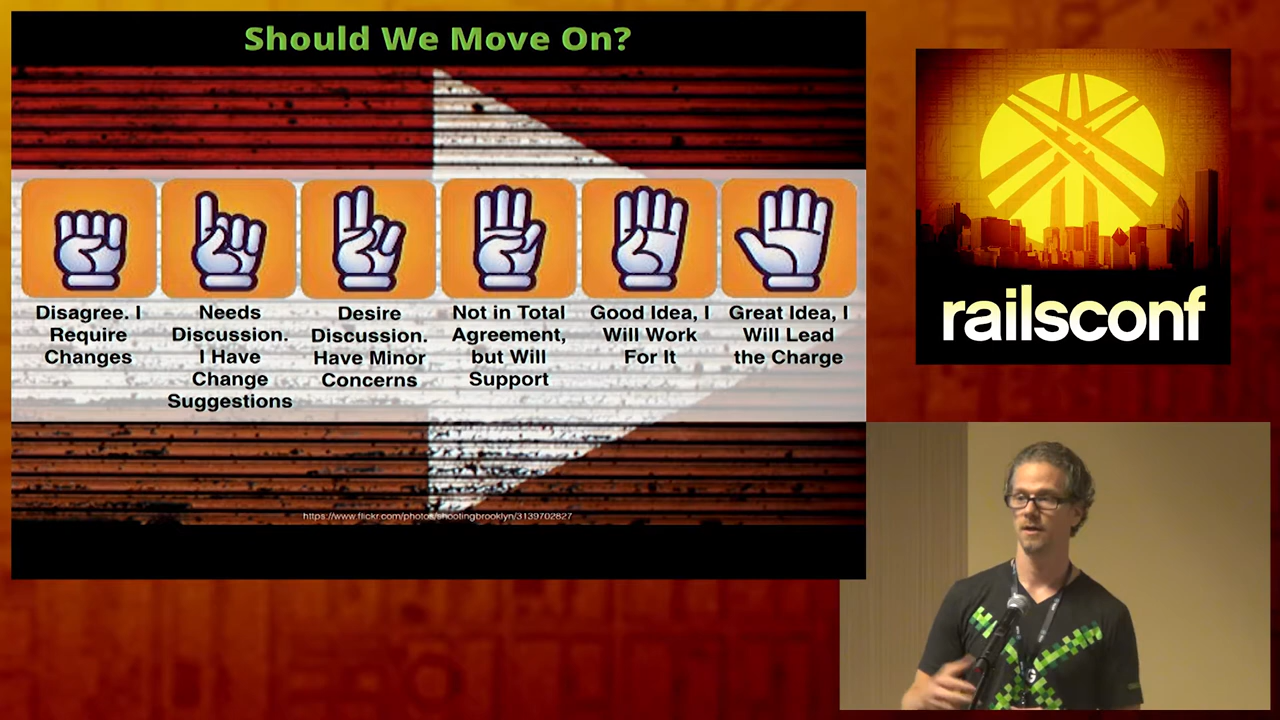 Should We Move On?
Disagree. I
Require
Changes
Needs
Discussion.
I Have
Change
Suggestions
Desire
Discussion.
Have Minor
Concerns
Not in Total
Agreement,
but Will
Support
Good Idea, I
Will Work
For It
Great Idea, I
Will Lead
the Charge
https://www.flickr.com/photos/shootingbrooklyn/3139702827
railsconf